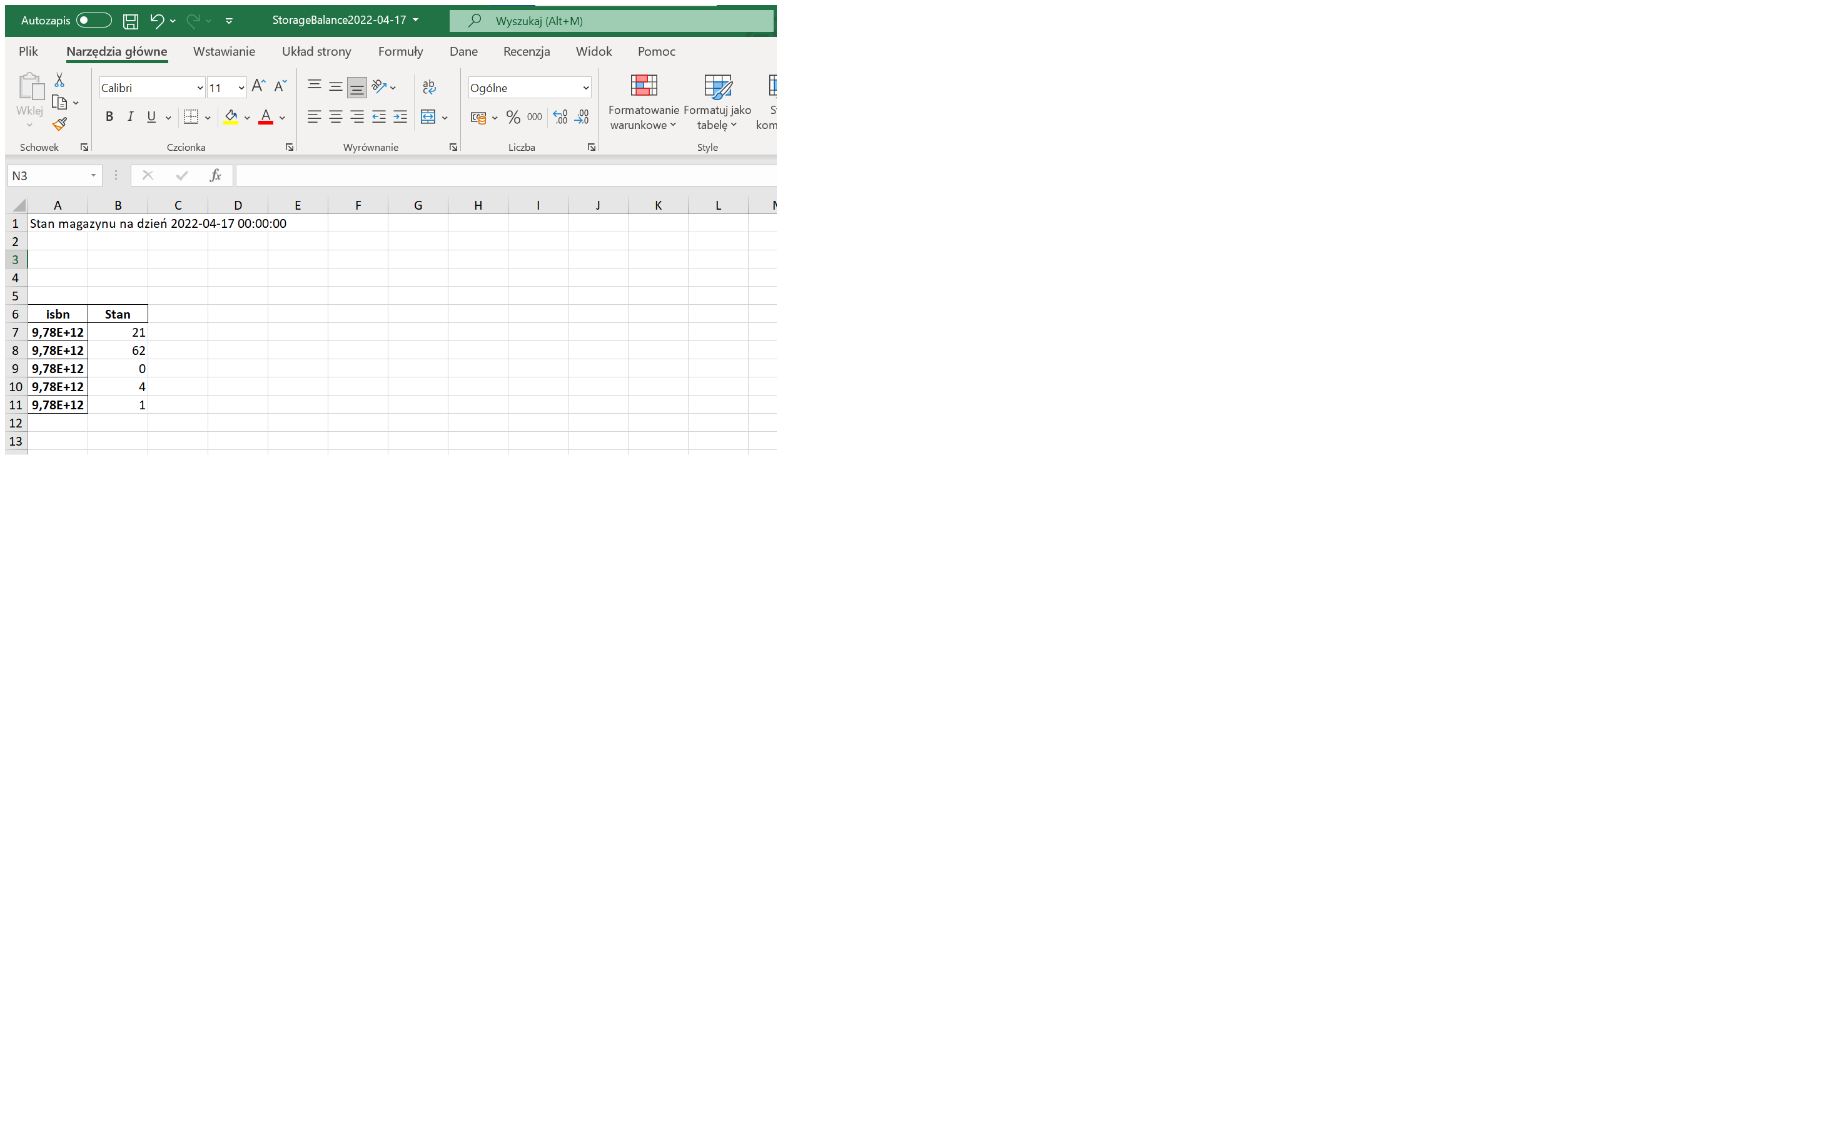 Autozapis StorageBalance2022-04-17 Wyszukaj (Alt+M)
Plik Narzędzia główne Wstawianie Układ strony Formuły Dane Recenzja Widok Pomoc
Wklej Calibri 11 Ogólne Formatowanie warunkowe Formatuj jako tabelę
B I U A % 000
Schowek Czcionka Wyrównanie Liczba Style
N3 fx
A B C D E F G H I J K L
1 Stan magazynu na dzień 2022-04-17 00:00:00
2
3
4
5
6 isbn Stan
7 9,78E+12 21
8 9,78E+12 62
9 9,78E+12 0
10 9,78E+12 4
11 9,78E+12 1
12
13